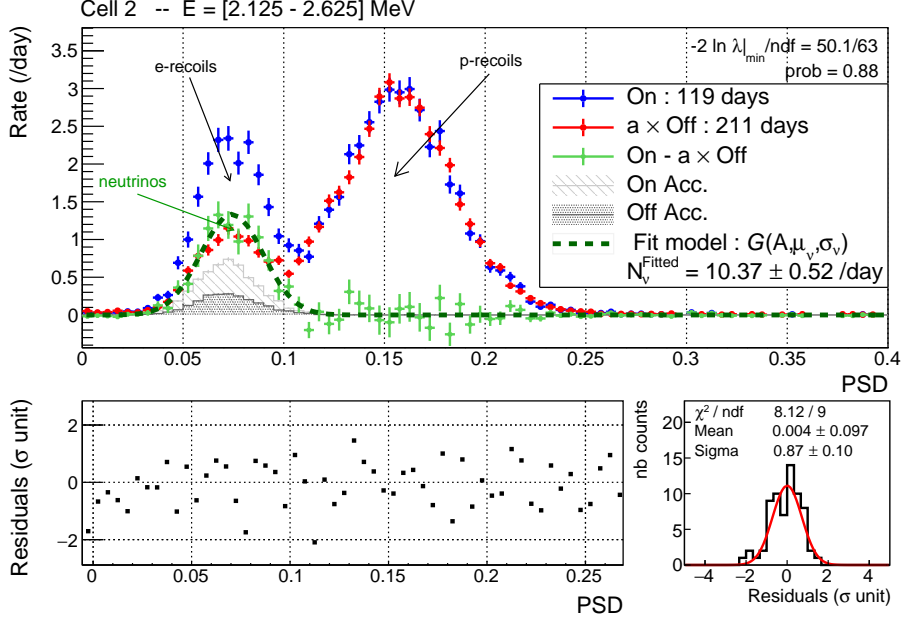 Cell 2 -- E = [2.125 - 2.625] MeV
Rate (/day)
3.5
3
2.5
2
1.5
1
0.5
0
e-recoils
p-recoils
neutrinos
-2 ln λ|min/ndf = 50.1/63
prob = 0.88
On : 119 days
a × Off : 211 days
On - a × Off
On Acc.
Off Acc.
Fit model : G(A,μν,σν)
NνFitted = 10.37 ± 0.52 /day
0 0.05 0.1 0.15 0.2 0.25 0.3 0.35 0.4
PSD
Residuals (σ unit)
2
0
−2
0 0.05 0.1 0.15 0.2 0.25
PSD
nb counts
20
15
10
5
0
χ2 / ndf 8.12 / 9
Mean 0.004 ± 0.097
Sigma 0.87 ± 0.10
−4 −2 0 2 4
Residuals (σ unit)